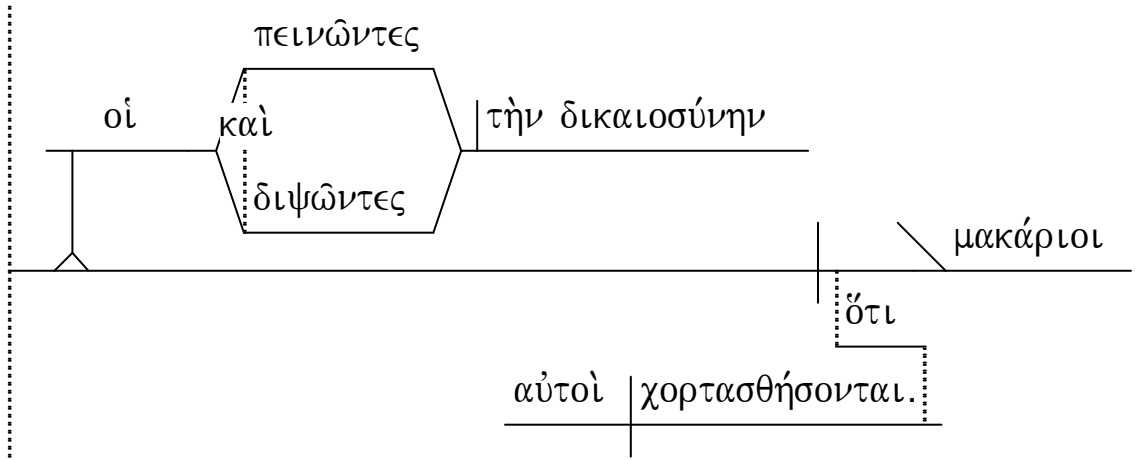 πεινῶντες
οἱ καὶ τὴν δικαιοσύνην
διψῶντες
μακάριοι
ὅτι
αὐτοὶ χορτασθήσονται.